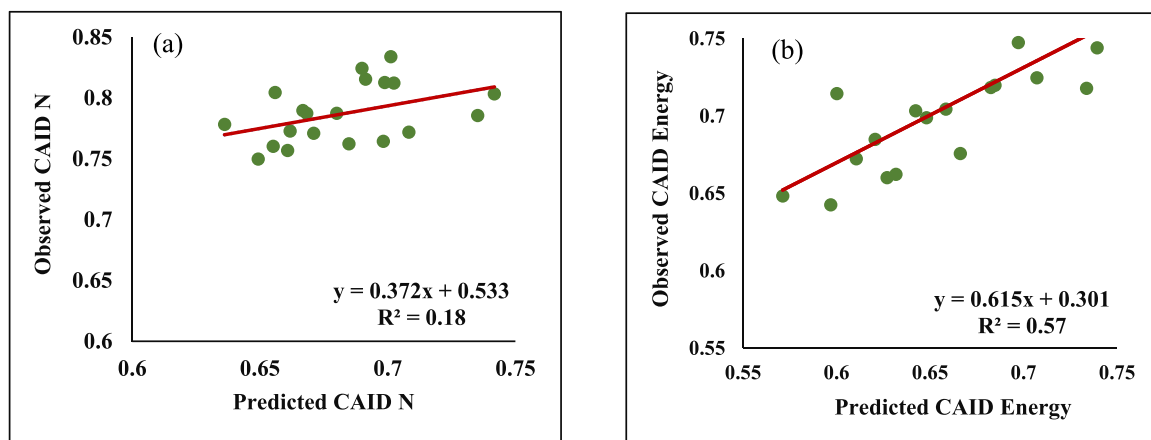 (a)
0.85
0.8
0.75
0.7
0.65
0.6
Observed CAID N
y = 0.372x + 0.533
R² = 0.18
0.6 0.65 0.7 0.75
Predicted CAID N
(b)
0.75
0.7
0.65
0.6
0.55
Observed CAID Energy
y = 0.615x + 0.301
R² = 0.57
0.55 0.6 0.65 0.7 0.75
Predicted CAID Energy